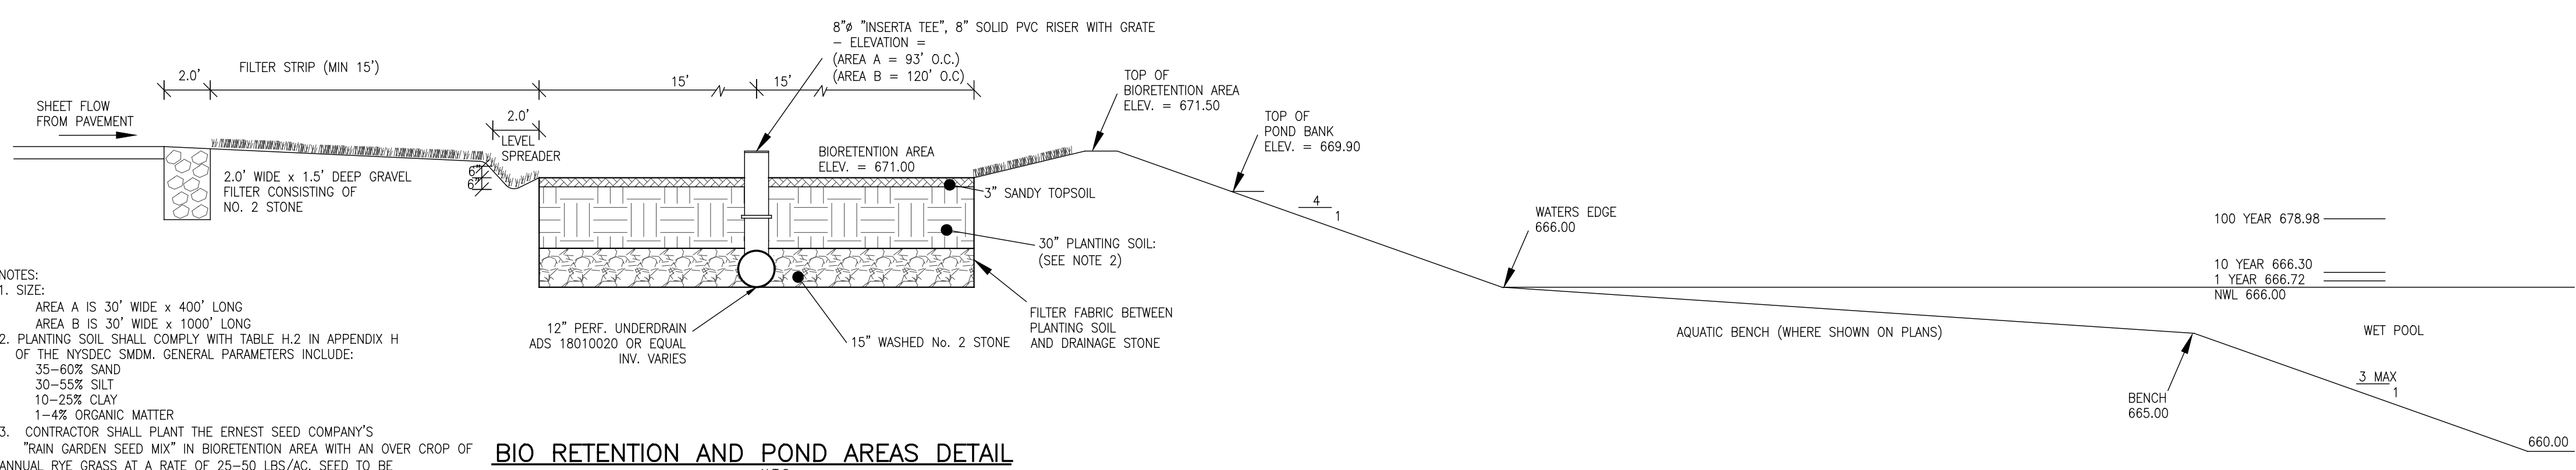 8"ø "INSERTA TEE", 8" SOLID PVC RISER WITH GRATE
- ELEVATION =
(AREA A = 93' O.C.)
(AREA B = 120' O.C)
FILTER STRIP (MIN 15')
2.0'
15'
15'
SHEET FLOW
FROM PAVEMENT
2.0'
LEVEL
SPREADER
6"
6"
2.0' WIDE x 1.5' DEEP GRAVEL
FILTER CONSISTING OF
NO. 2 STONE
BIORETENTION AREA
ELEV. = 671.00
TOP OF
BIORETENTION AREA
ELEV. = 671.50
TOP OF
POND BANK
ELEV. = 669.90
3" SANDY TOPSOIL
30" PLANTING SOIL:
(SEE NOTE 2)
FILTER FABRIC BETWEEN
PLANTING SOIL
AND DRAINAGE STONE
15" WASHED No. 2 STONE
12" PERF. UNDERDRAIN
ADS 18010020 OR EQUAL
INV. VARIES
4
1
WATERS EDGE
666.00
100 YEAR 678.98
10 YEAR 666.30
1 YEAR 666.72
NWL 666.00
AQUATIC BENCH (WHERE SHOWN ON PLANS)
WET POOL
BENCH
665.00
3 MAX
1
660.00
NOTES:
1. SIZE:
AREA A IS 30' WIDE x 400' LONG
AREA B IS 30' WIDE x 1000' LONG
2. PLANTING SOIL SHALL COMPLY WITH TABLE H.2 IN APPENDIX H
OF THE NYSDEC SMDM. GENERAL PARAMETERS INCLUDE:
35-60% SAND
30-55% SILT
10-25% CLAY
1-4% ORGANIC MATTER
3. CONTRACTOR SHALL PLANT THE ERNEST SEED COMPANY'S
"RAIN GARDEN SEED MIX" IN BIORETENTION AREA WITH AN OVER CROP OF
ANNUAL RYE GRASS AT A RATE OF 25-50 LBS/AC. SEED TO BE
BIO RETENTION AND POND AREAS DETAIL